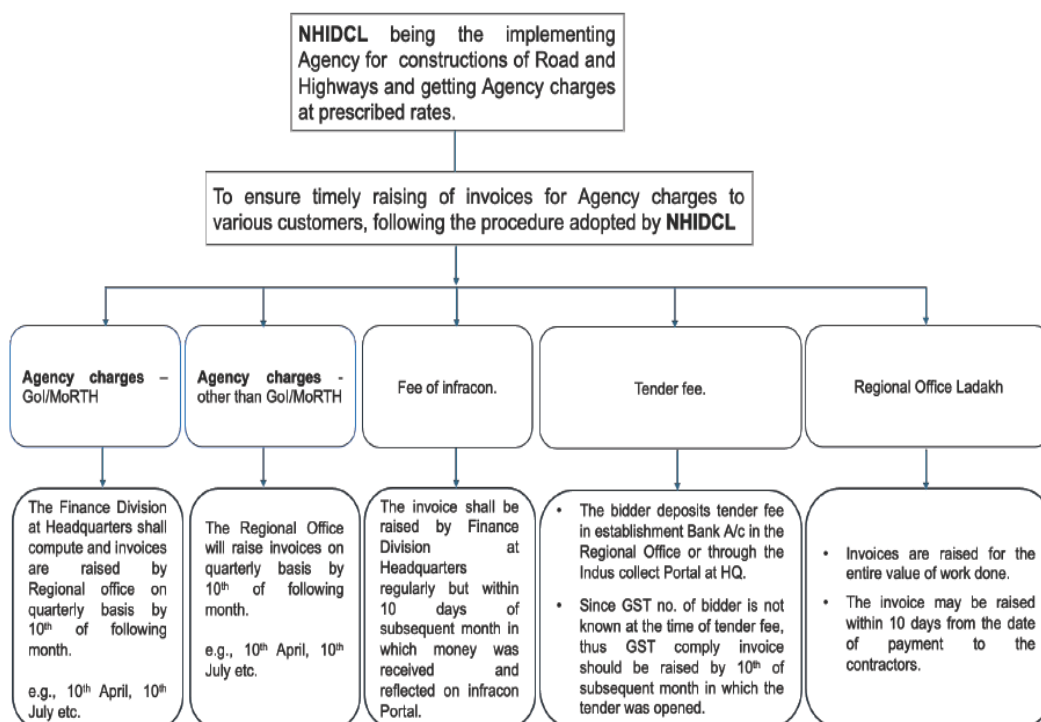 NHIDCL being the implementing
Agency for constructions of Road and
Highways and getting Agency charges
at prescribed rates.
To ensure timely raising of invoices for Agency charges to
various customers, following the procedure adopted by NHIDCL
Agency charges –
GoI/MoRTH
Agency charges -
other than GoI/MoRTH
Fee of infracon.
Tender fee.
Regional Office Ladakh
The Finance Division
at Headquarters shall
compute and invoices
are raised by
Regional office on
quarterly basis by
10th of following
month.
e.g., 10th April, 10th
July etc.
The Regional Office
will raise invoices on
quarterly basis by
10th of following
month.
e.g., 10th April, 10th
July etc.
The invoice shall be
raised by Finance
Division at
Headquarters
regularly but within
10 days of
subsequent month in
which money was
received and
reflected on infracon
Portal.
• The bidder deposits tender fee
in establishment Bank A/c in the
Regional Office or through the
Indus collect Portal at HQ.
• Since GST no. of bidder is not
known at the time of tender fee,
thus GST comply invoice
should be raised by 10th of
subsequent month in which the
tender was opened.
• Invoices are raised for the
entire value of work done.
• The invoice may be raised
within 10 days from the date
of payment to the
contractors.